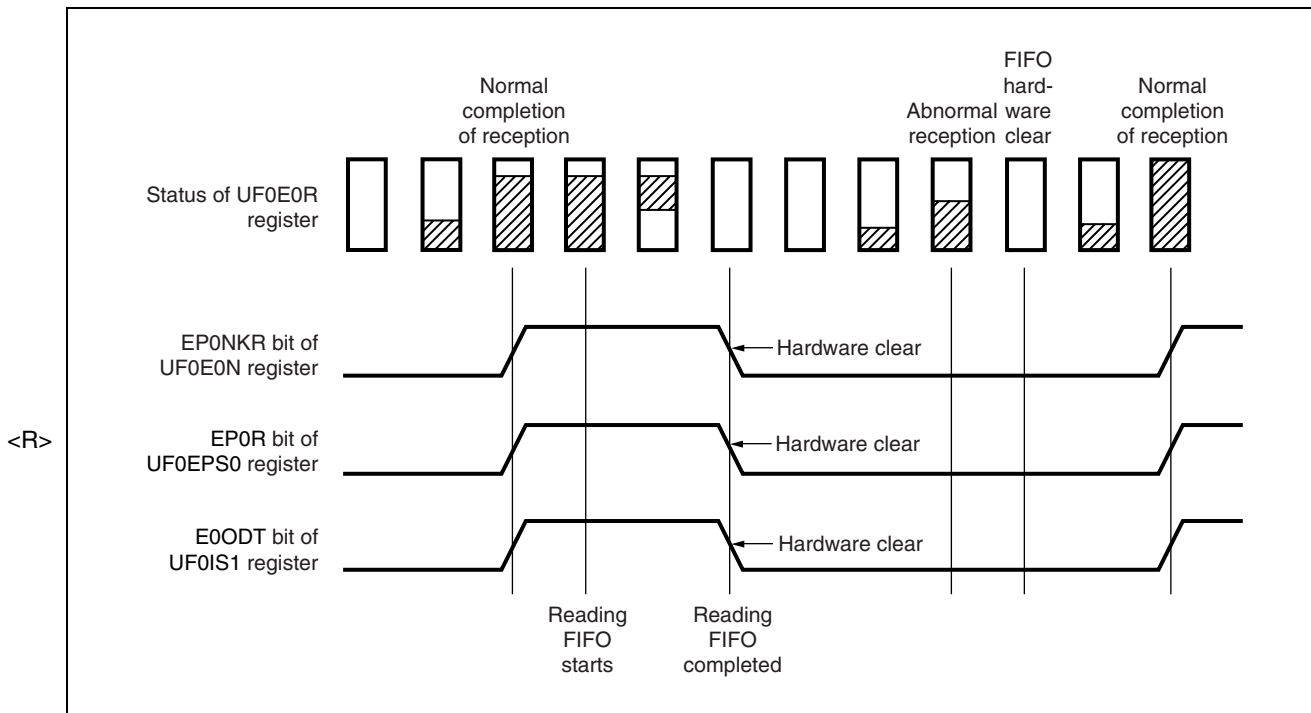 Normal
completion
of reception
Abnormal
reception
FIFO
hard-
ware
clear
Normal
completion
of reception
Status of UF0E0R
register
EP0NKR bit of
UF0E0N register
Hardware clear
<R>
EP0R bit of
UF0EPS0 register
Hardware clear
E0ODT bit of
UF0IS1 register
Hardware clear
Reading
FIFO
starts
Reading
FIFO
completed